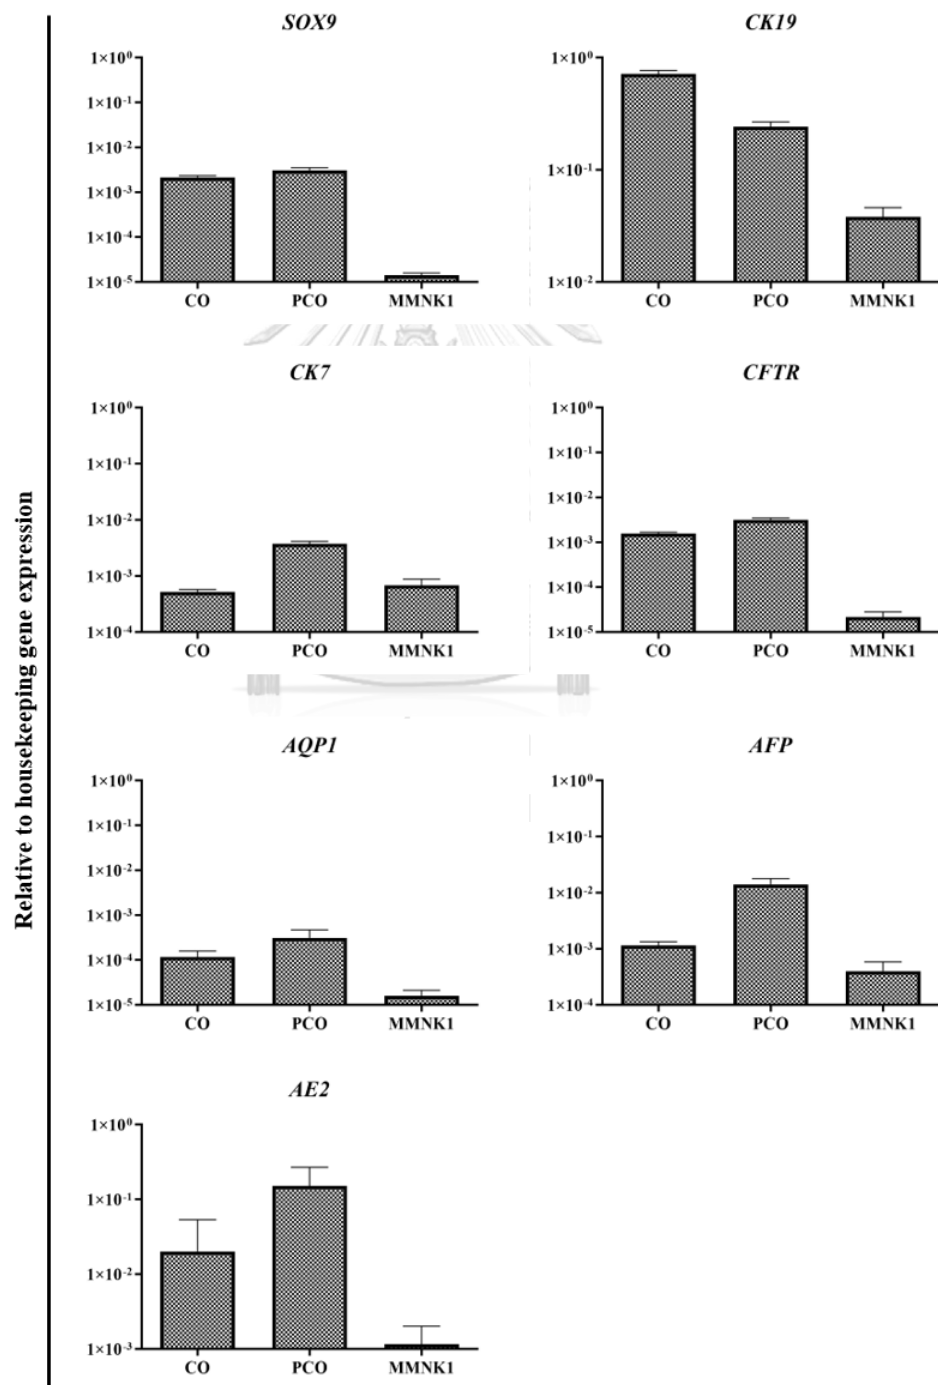 Relative to housekeeping gene expression
SOX9
1×10⁰
1×10⁻¹
1×10⁻²
1×10⁻³
1×10⁻⁴
1×10⁻⁵
CO PCO MMNK1
CK19
1×10⁰
1×10⁻¹
1×10⁻²
CO PCO MMNK1
CK7
1×10⁰
1×10⁻¹
1×10⁻²
1×10⁻³
1×10⁻⁴
CO PCO MMNK1
CFTR
1×10⁰
1×10⁻¹
1×10⁻²
1×10⁻³
1×10⁻⁴
1×10⁻⁵
CO PCO MMNK1
AQP1
1×10⁰
1×10⁻¹
1×10⁻²
1×10⁻³
1×10⁻⁴
1×10⁻⁵
CO PCO MMNK1
AFP
1×10⁰
1×10⁻¹
1×10⁻²
1×10⁻³
1×10⁻⁴
CO PCO MMNK1
AE2
1×10⁰
1×10⁻¹
1×10⁻²
1×10⁻³
CO PCO MMNK1